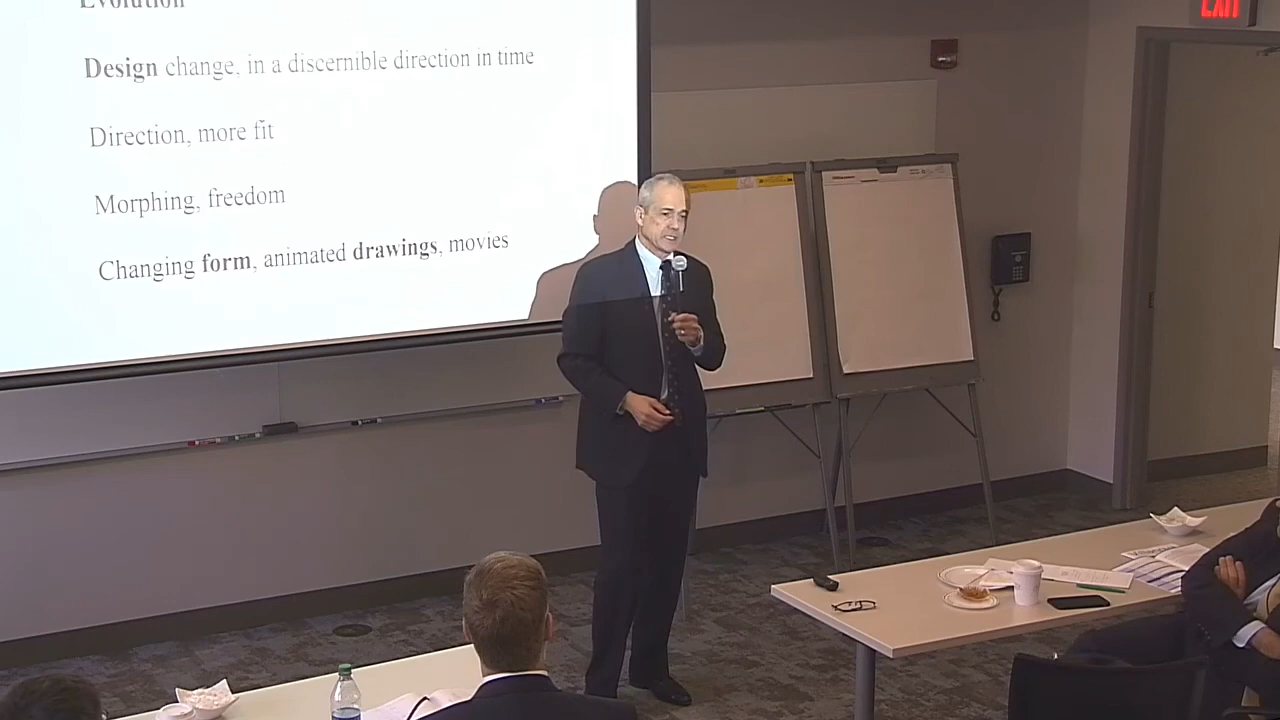 Evolution
Design change, in a discernible direction in time
Direction, more fit
Morphing, freedom
Changing form, animated drawings, movies
EXIT